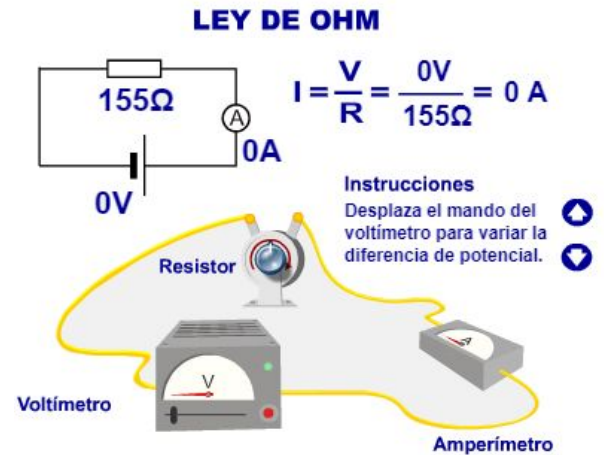 LEY DE OHM
155Ω
A
0A
0V
I = V/R = 0V/155Ω = 0 A
Instrucciones
Desplaza el mando del
voltímetro para variar la
diferencia de potencial.
Resistor
A
V
Voltímetro
Amperímetro